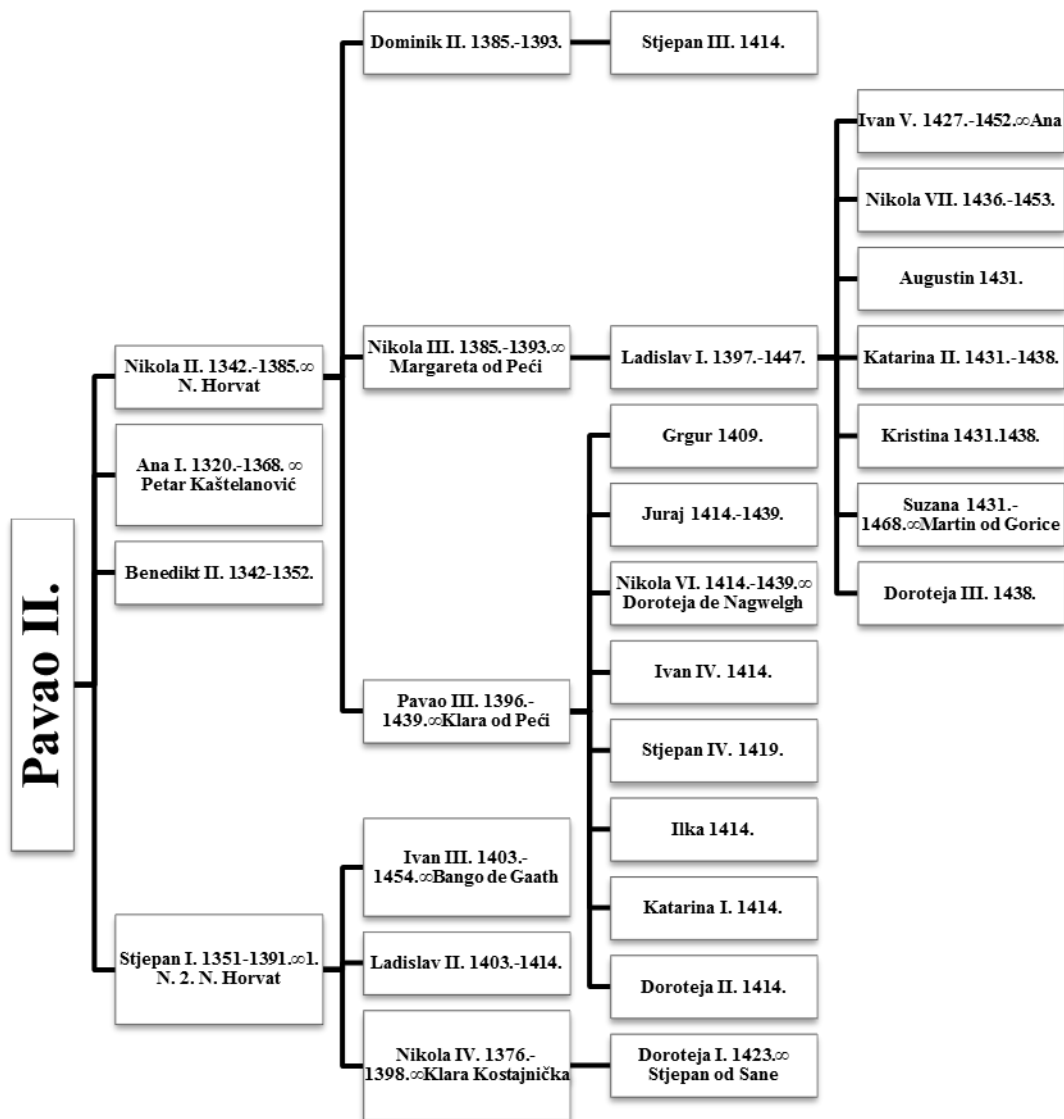 Pavao II.
Nikola II. 1342.-1385.∞
N. Horvat
Ana I. 1320.-1368. ∞
Petar Kaštelanović
Benedikt II. 1342-1352.
Stjepan I. 1351-1391.∞1.
N. 2. N. Horvat
Dominik II. 1385.-1393.
Nikola III. 1385.-1393.∞
Margareta od Peći
Pavao III. 1396.-
1439.∞Klara od Peći
Ivan III. 1403.-
1454.∞Bango de Gaath
Ladislav II. 1403.-1414.
Nikola IV. 1376.-
1398.∞Klara Kostajnička
Stjepan III. 1414.
Ladislav I. 1397.-1447.
Grgur 1409.
Juraj 1414.-1439.
Nikola VI. 1414.-1439.∞
Doroteja de Nagwelgh
Ivan IV. 1414.
Stjepan IV. 1419.
Ilka 1414.
Katarina I. 1414.
Doroteja II. 1414.
Doroteja I. 1423.∞
Stjepan od Sane
Ivan V. 1427.-1452.∞Ana
Nikola VII. 1436.-1453.
Augustin 1431.
Katarina II. 1431.-1438.
Kristina 1431.1438.
Suzana 1431.-
1468.∞Martin od Gorice
Doroteja III. 1438.